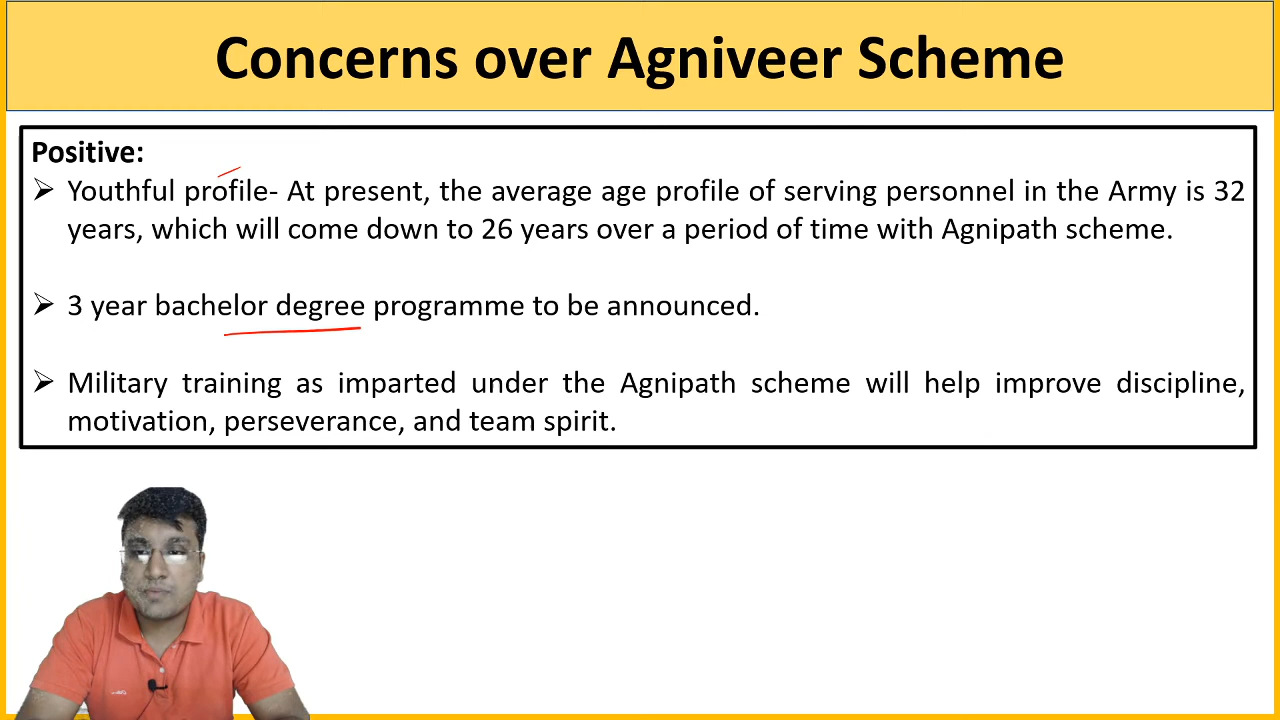 Concerns over Agniveer Scheme
Positive:
➢ Youthful profile- At present, the average age profile of serving personnel in the Army is 32
years, which will come down to 26 years over a period of time with Agnipath scheme.
➢ 3 year bachelor degree programme to be announced.
➢ Military training as imparted under the Agnipath scheme will help improve discipline,
motivation, perseverance, and team spirit.